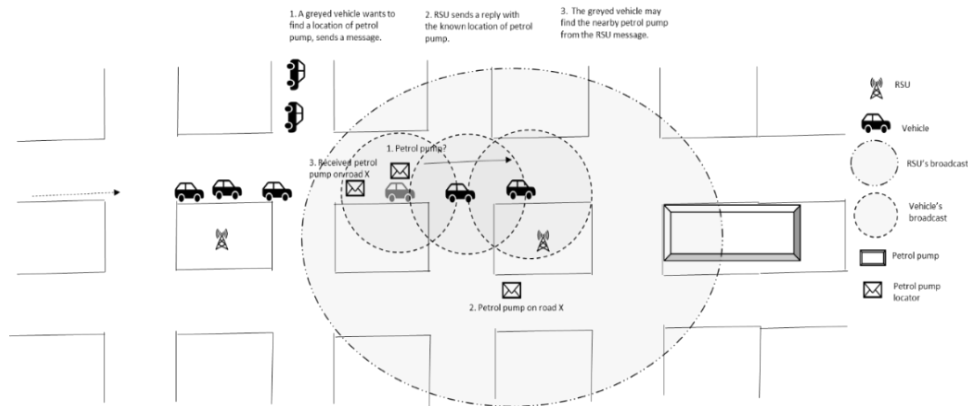 1. A greyed vehicle wants to
find a location of petrol
pump, sends a message.
2. RSU sends a reply with
the known location of petrol
pump.
3. The greyed vehicle may
find the nearby petrol pump
from the RSU message.
RSU
Vehicle
RSU's broadcast
Vehicle's
broadcast
Petrol pump
Petrol pump
locator
1. Petrol pump?
3. Received petrol
pump on road X
2. Petrol pump on road X